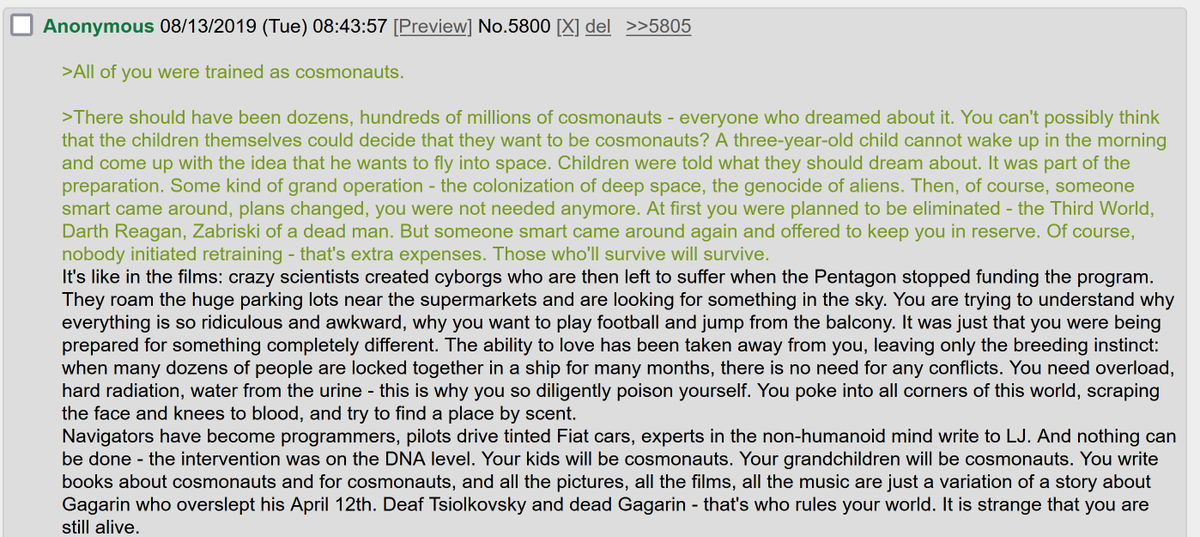 Anonymous 08/13/2019 (Tue) 08:43:57 [Preview] No.5800 [X] del >>5805
>All of you were trained as cosmonauts.
>There should have been dozens, hundreds of millions of cosmonauts - everyone who dreamed about it. You can't possibly think
that the children themselves could decide that they want to be cosmonauts? A three-year-old child cannot wake up in the morning
and come up with the idea that he wants to fly into space. Children were told what they should dream about. It was part of the
preparation. Some kind of grand operation - the colonization of deep space, the genocide of aliens. Then, of course, someone
smart came around, plans changed, you were not needed anymore. At first you were planned to be eliminated - the Third World,
Darth Reagan, Zabriski of a dead man. But someone smart came around again and offered to keep you in reserve. Of course,
nobody initiated retraining - that's extra expenses. Those who'll survive will survive.
It's like in the films: crazy scientists created cyborgs who are then left to suffer when the Pentagon stopped funding the program.
They roam the huge parking lots near the supermarkets and are looking for something in the sky. You are trying to understand why
everything is so ridiculous and awkward, why you want to play football and jump from the balcony. It was just that you were being
prepared for something completely different. The ability to love has been taken away from you, leaving only the breeding instinct:
when many dozens of people are locked together in a ship for many months, there is no need for any conflicts. You need overload,
hard radiation, water from the urine - this is why you so diligently poison yourself. You poke into all corners of this world, scraping
the face and knees to blood, and try to find a place by scent.
Navigators have become programmers, pilots drive tinted Fiat cars, experts in the non-humanoid mind write to LJ. And nothing can
be done - the intervention was on the DNA level. Your kids will be cosmonauts. Your grandchildren will be cosmonauts. You write
books about cosmonauts and for cosmonauts, and all the pictures, all the films, all the music are just a variation of a story about
Gagarin who overslept his April 12th. Deaf Tsiolkovsky and dead Gagarin - that's who rules your world. It is strange that you are
still alive.